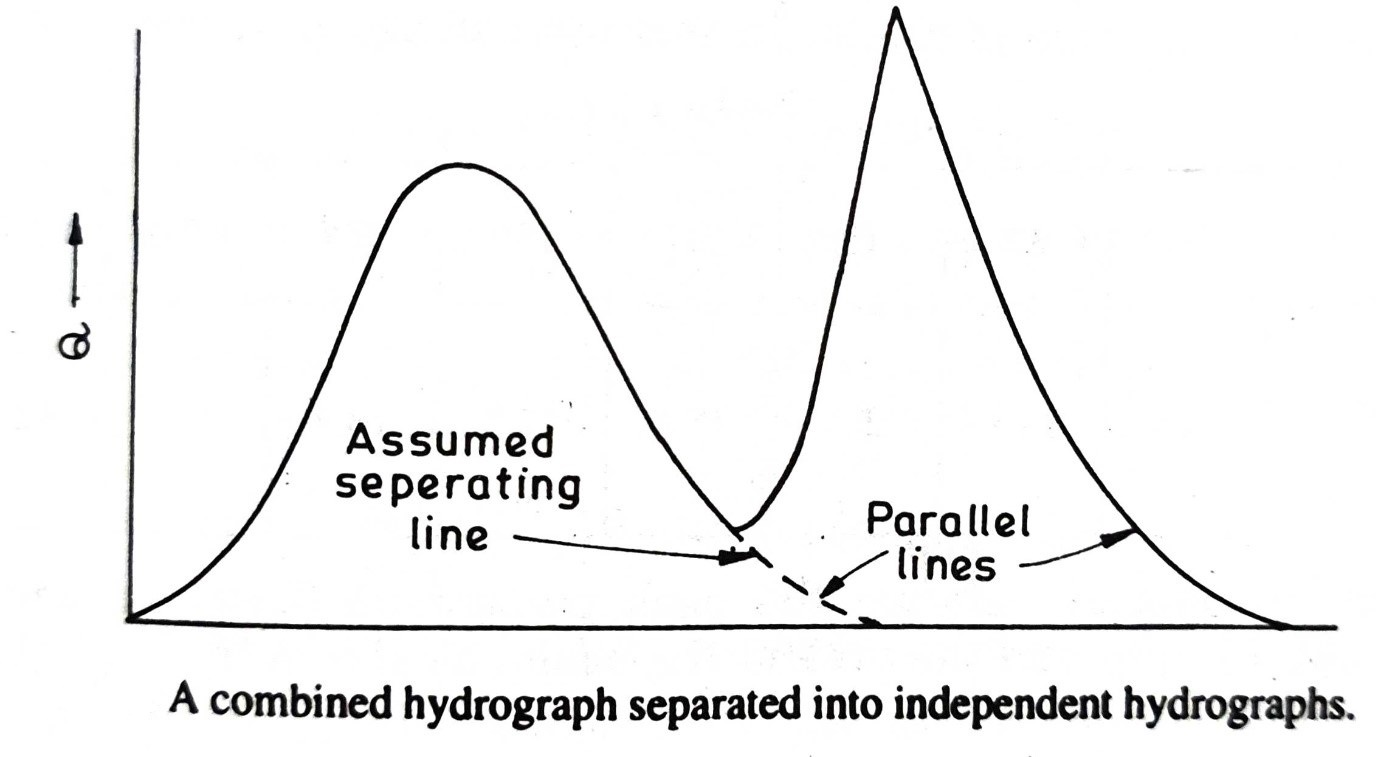 Q
Assumed
seperating
line
Parallel
lines
A combined hydrograph separated into independent hydrographs.